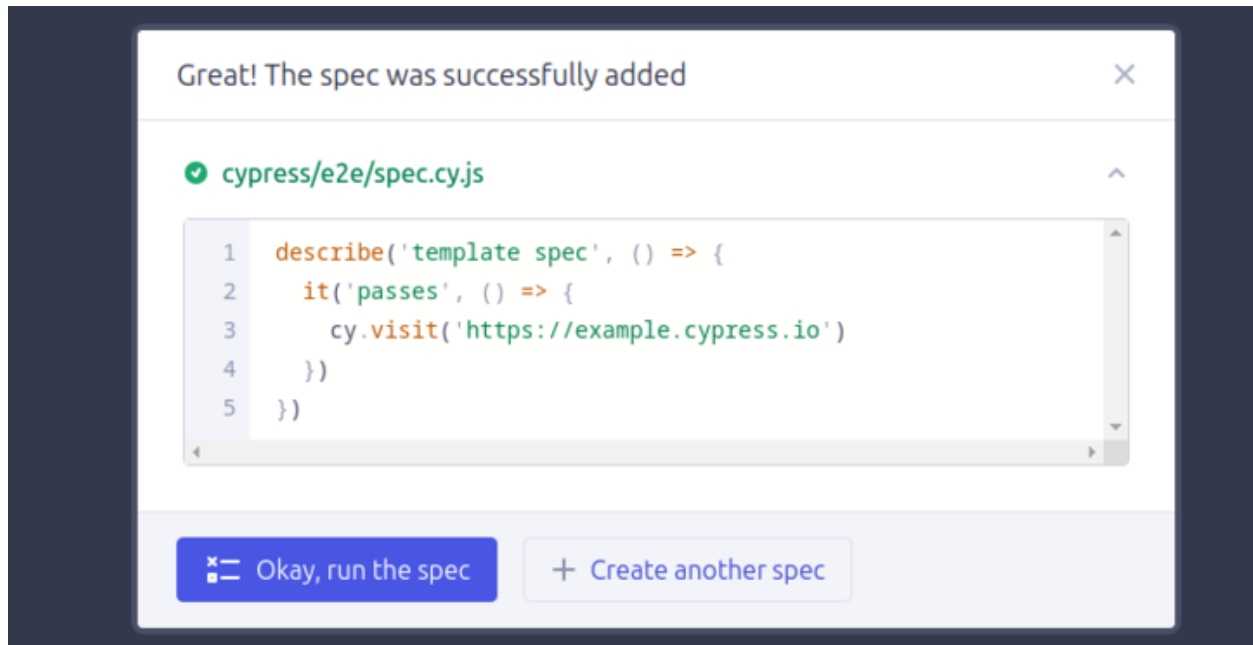 Great! The spec was successfully added
cypress/e2e/spec.cy.js
1 describe('template spec', () => {
2 it('passes', () => {
3 cy.visit('https://example.cypress.io')
4 })
5 })
Okay, run the spec
+ Create another spec